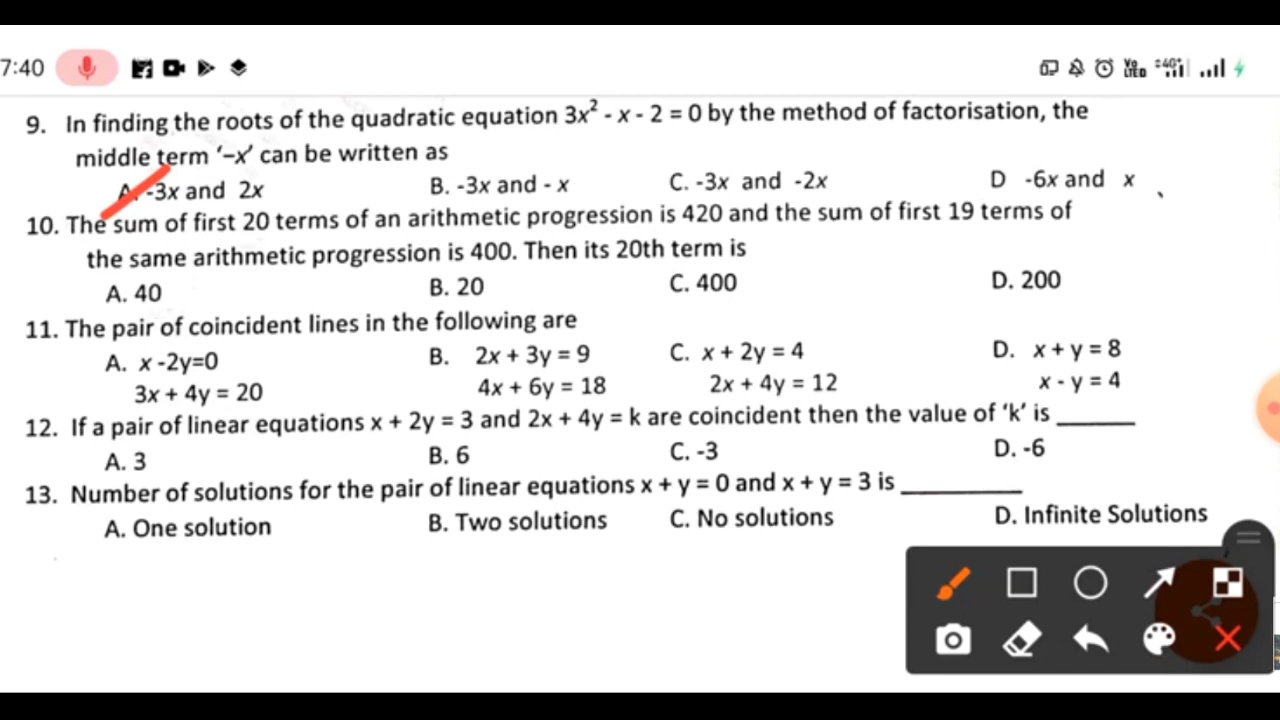 7:40
9. In finding the roots of the quadratic equation 3x² - x - 2 = 0 by the method of factorisation, the
middle term ‘–x’ can be written as
A. -3x and 2x B. -3x and - x C. -3x and -2x D -6x and x
10. The sum of first 20 terms of an arithmetic progression is 420 and the sum of first 19 terms of
the same arithmetic progression is 400. Then its 20th term is
A. 40 B. 20 C. 400 D. 200
11. The pair of coincident lines in the following are
A. x -2y=0 B. 2x + 3y = 9 C. x + 2y = 4 D. x + y = 8
3x + 4y = 20 4x + 6y = 18 2x + 4y = 12 x - y = 4
12. If a pair of linear equations x + 2y = 3 and 2x + 4y = k are coincident then the value of ‘k’ is ______
A. 3 B. 6 C. -3 D. -6
13. Number of solutions for the pair of linear equations x + y = 0 and x + y = 3 is _________
A. One solution B. Two solutions C. No solutions D. Infinite Solutions